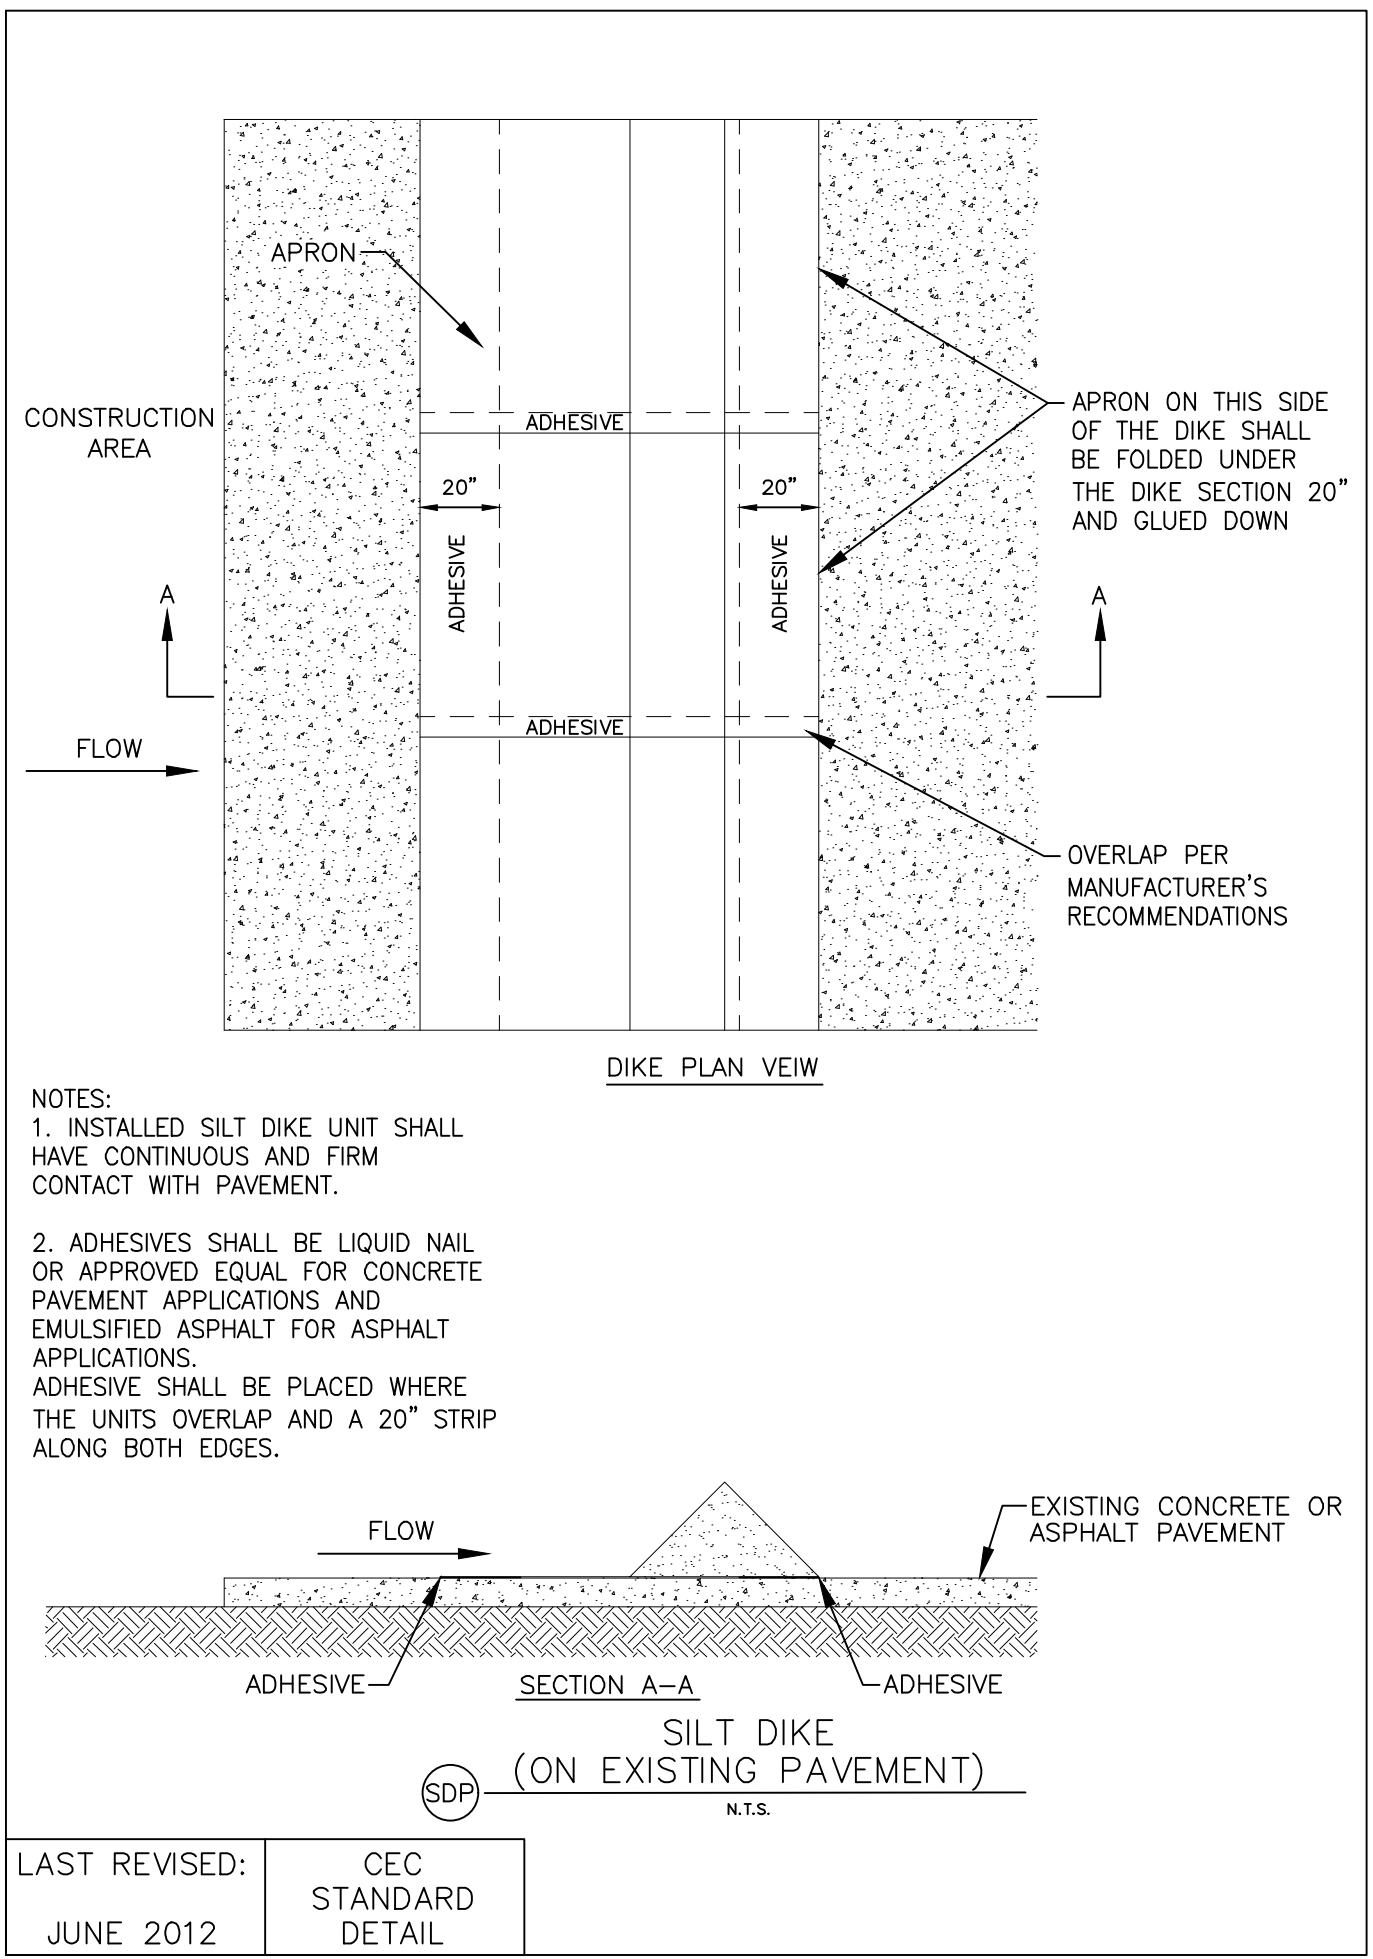 APRON
CONSTRUCTION
AREA
ADHESIVE
20"
20"
ADHESIVE
ADHESIVE
APRON ON THIS SIDE
OF THE DIKE SHALL
BE FOLDED UNDER
THE DIKE SECTION 20"
AND GLUED DOWN
A
A
FLOW
ADHESIVE
OVERLAP PER
MANUFACTURER'S
RECOMMENDATIONS
DIKE PLAN VEIW
NOTES:
1. INSTALLED SILT DIKE UNIT SHALL
HAVE CONTINUOUS AND FIRM
CONTACT WITH PAVEMENT.
2. ADHESIVES SHALL BE LIQUID NAIL
OR APPROVED EQUAL FOR CONCRETE
PAVEMENT APPLICATIONS AND
EMULSIFIED ASPHALT FOR ASPHALT
APPLICATIONS.
ADHESIVE SHALL BE PLACED WHERE
THE UNITS OVERLAP AND A 20" STRIP
ALONG BOTH EDGES.
FLOW
EXISTING CONCRETE OR
ASPHALT PAVEMENT
ADHESIVE
SECTION A-A
ADHESIVE
SILT DIKE
(ON EXISTING PAVEMENT)
SDP
N.T.S.
LAST REVISED:
JUNE 2012
CEC
STANDARD
DETAIL